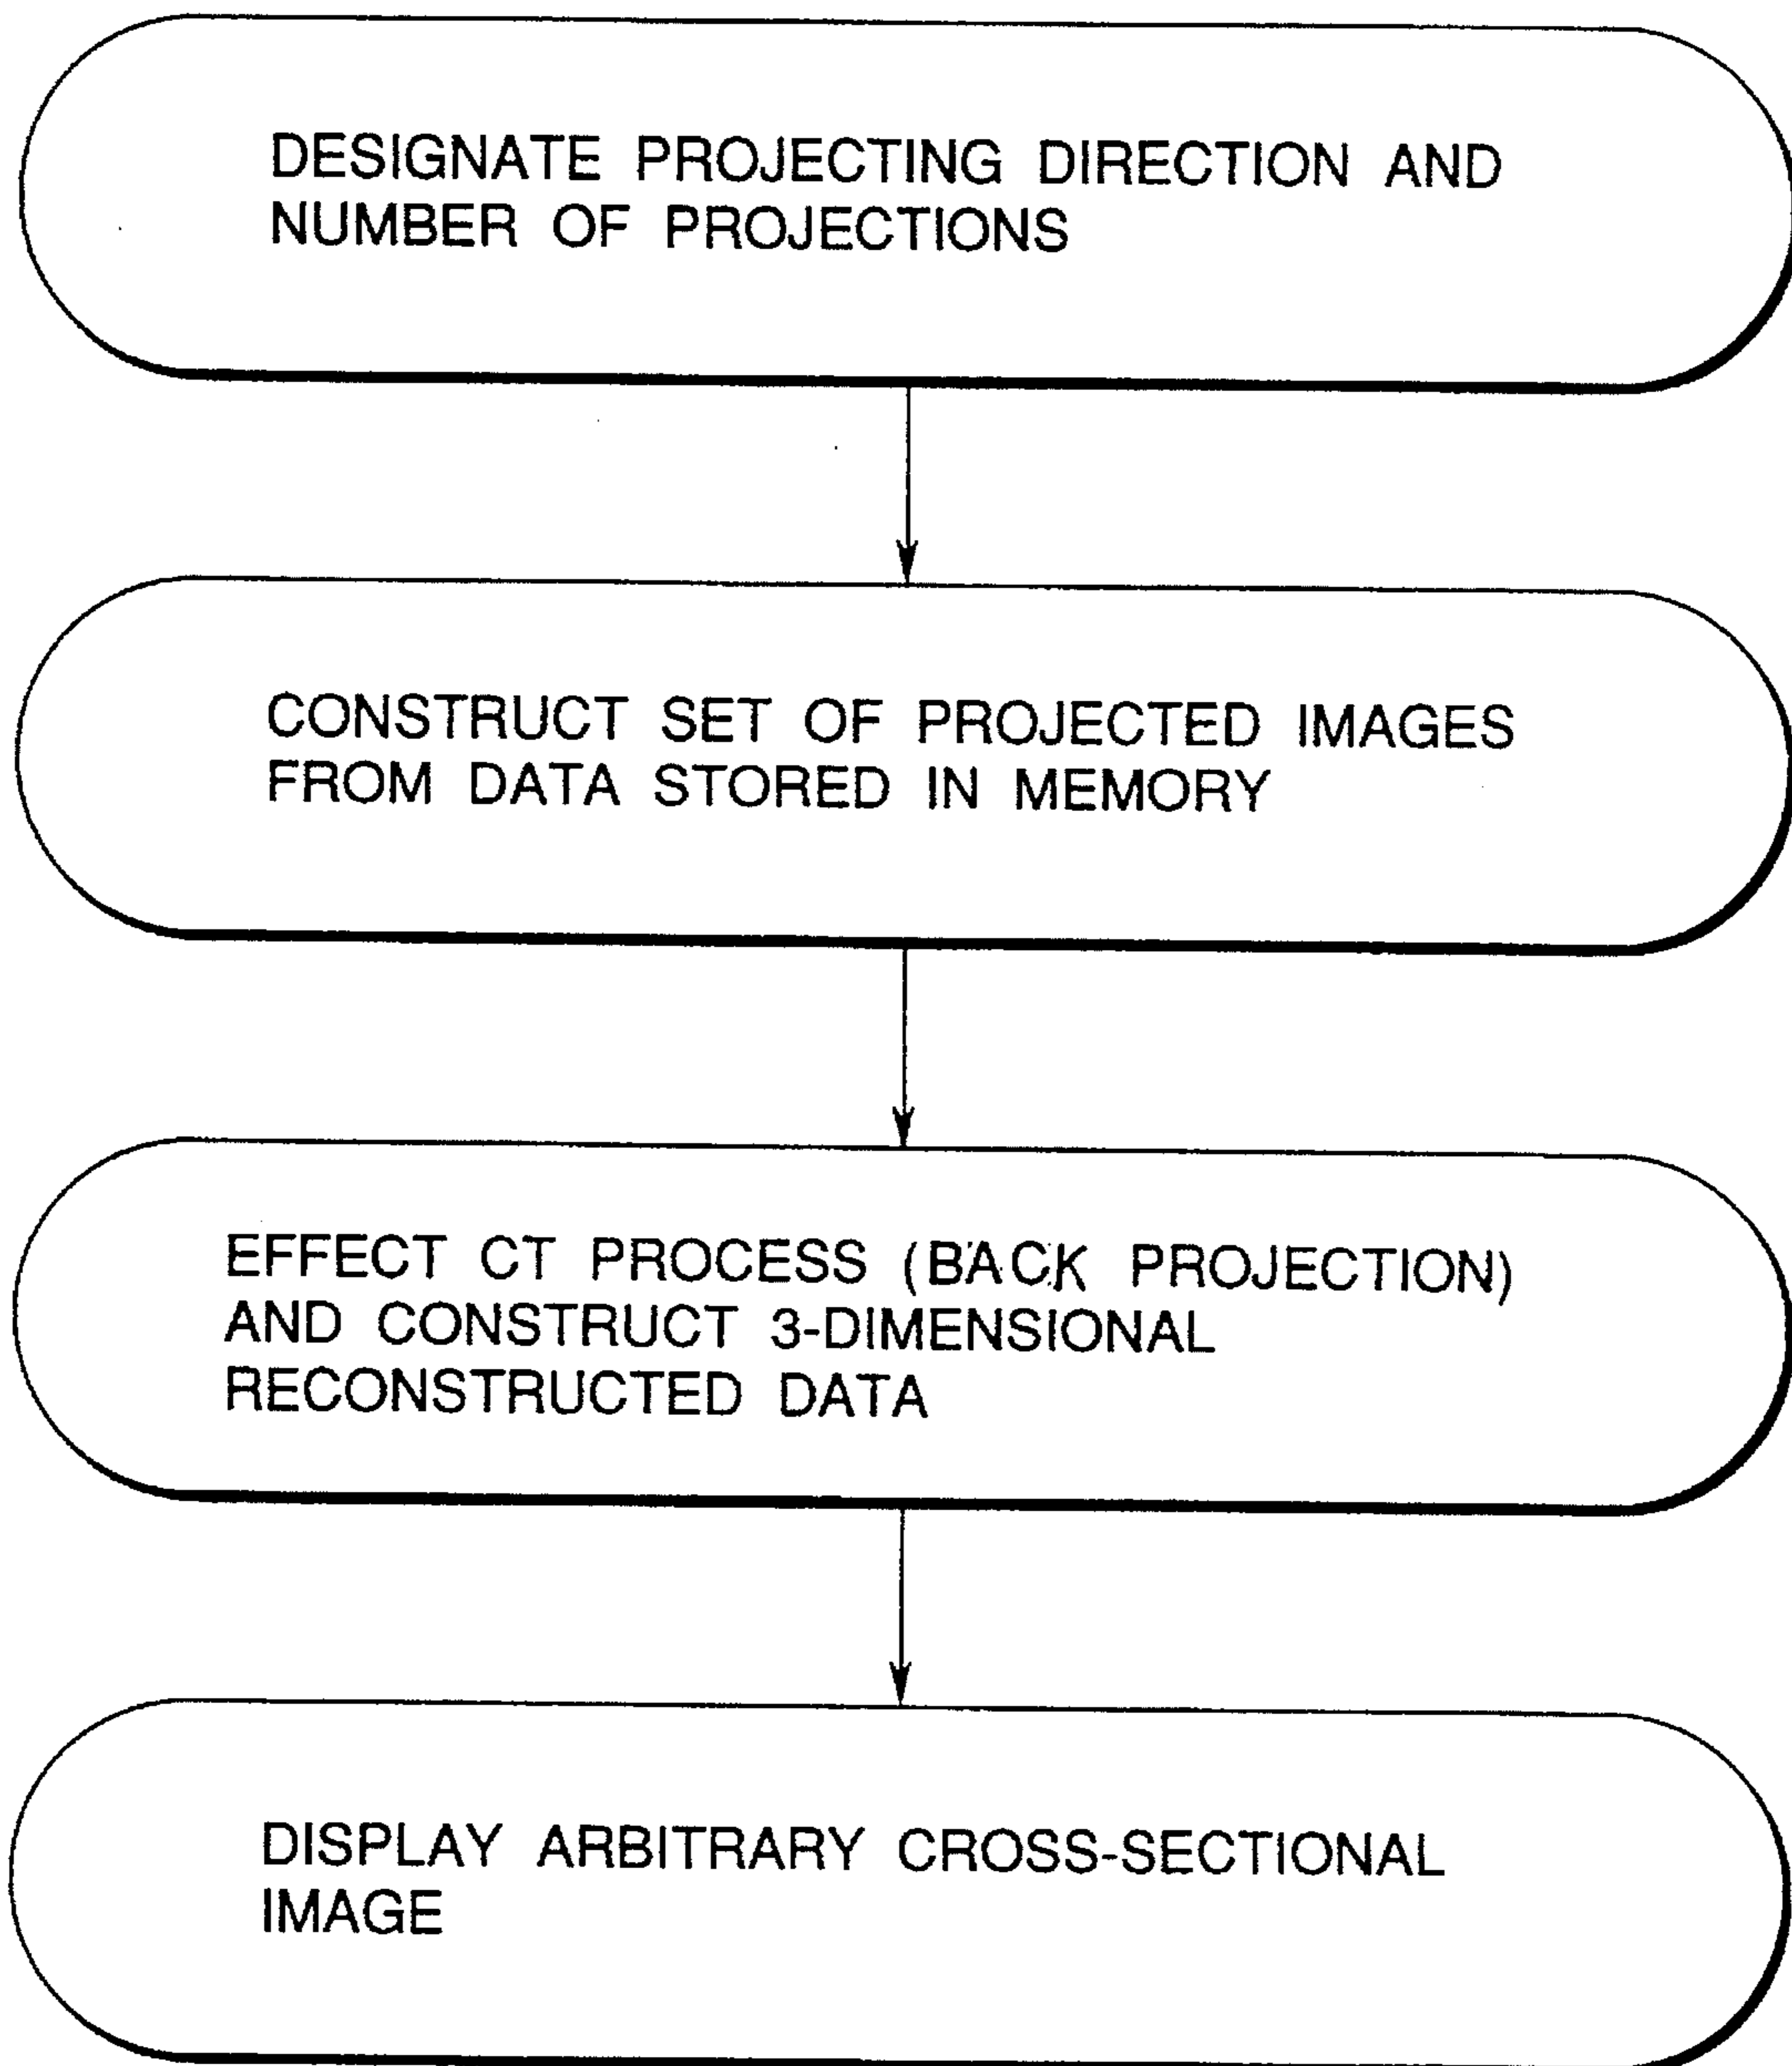 DESIGNATE PROJECTING DIRECTION AND
NUMBER OF PROJECTIONS
CONSTRUCT SET OF PROJECTED IMAGES
FROM DATA STORED IN MEMORY
EFFECT CT PROCESS (BACK PROJECTION)
AND CONSTRUCT 3-DIMENSIONAL
RECONSTRUCTED DATA
DISPLAY ARBITRARY CROSS-SECTIONAL
IMAGE